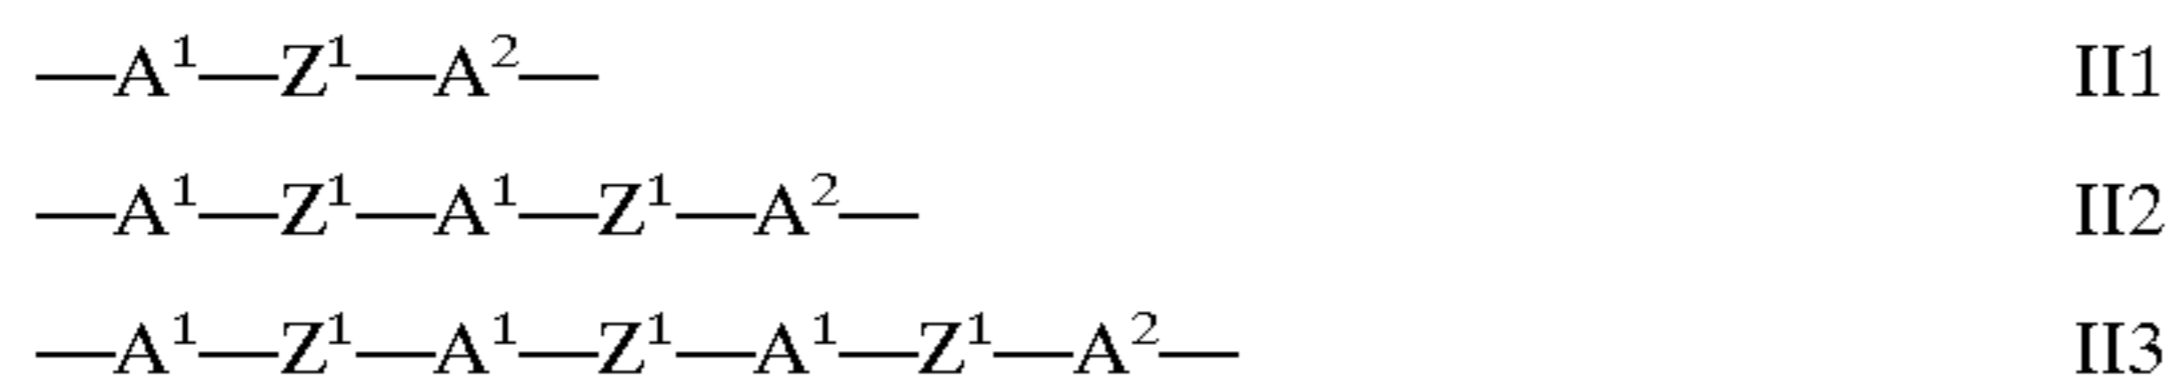 —A¹—Z¹—A²— II1
—A¹—Z¹—A¹—Z¹—A²— II2
—A¹—Z¹—A¹—Z¹—A¹—Z¹—A²— II3